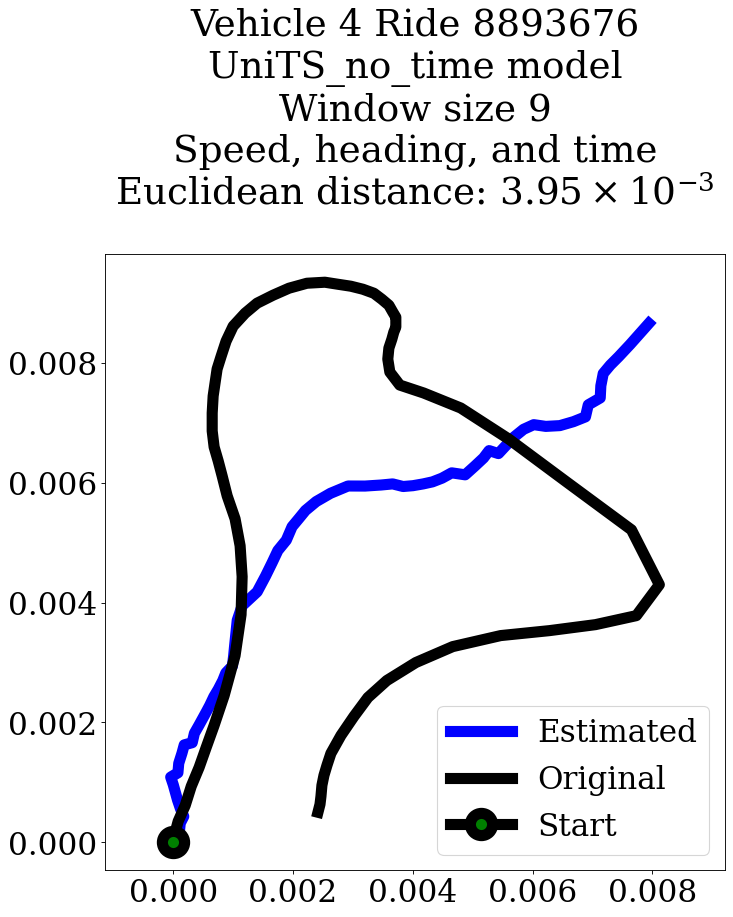 Vehicle 4 Ride 8893676
UniTS_no_time model
Window size 9
Speed, heading, and time
Euclidean distance: 3.95 × 10⁻³
0.008
0.006
0.004
0.002
0.000
Estimated
Original
Start
0.000 0.002 0.004 0.006 0.008